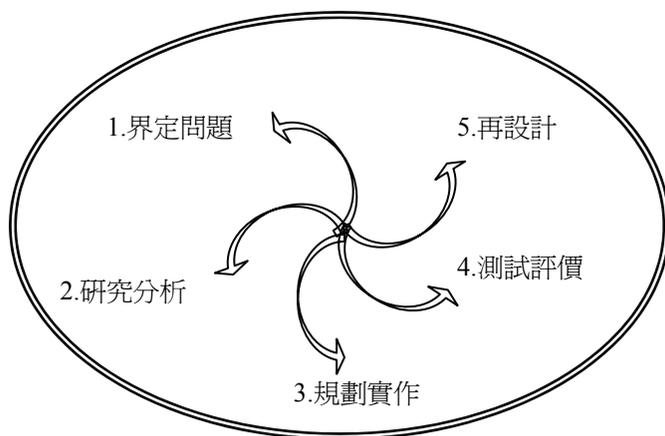 1.界定問題
2.研究分析
3.規劃實作
4.測試評價
5.再設計